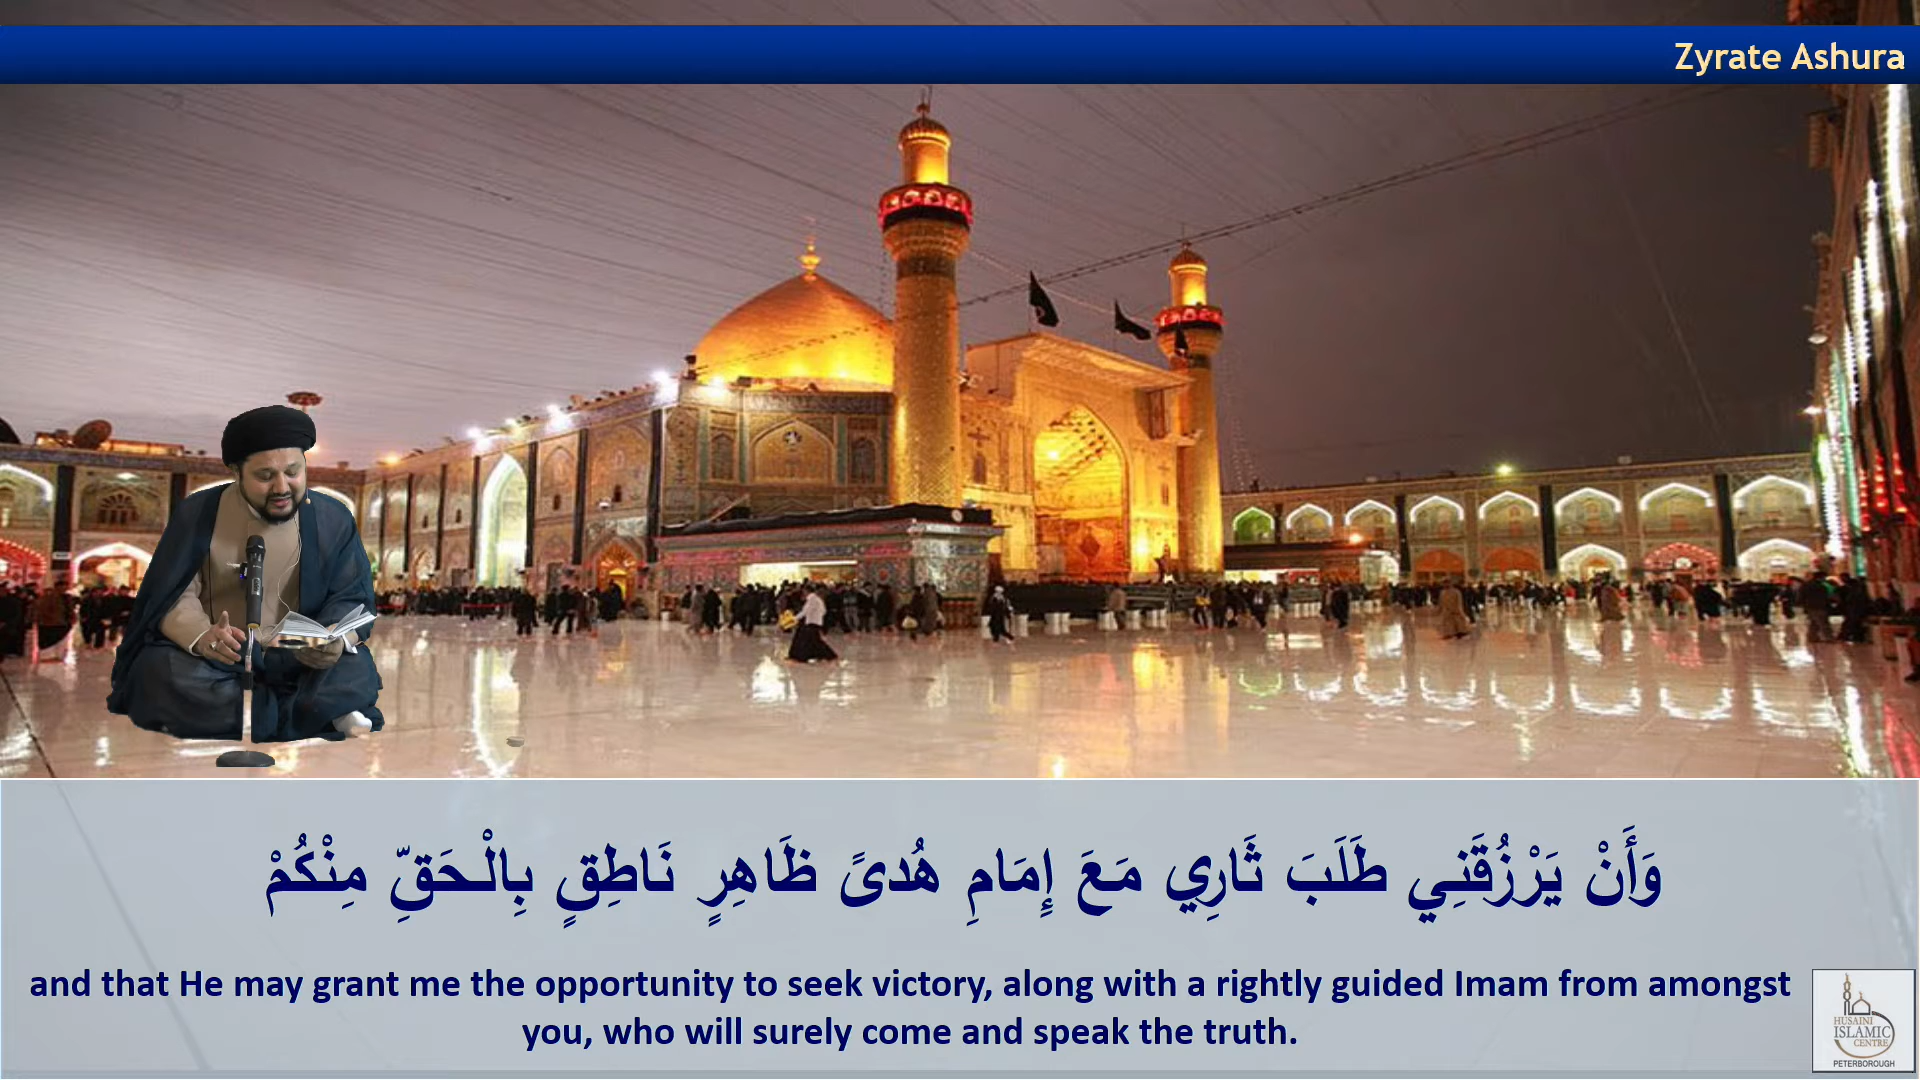 Zyrate Ashura
وَأَنْ يَرْزُقَنِي طَلَبَ ثَارِي مَعَ إِمَامِ هُدىً ظَاهِرٍ نَاطِقٍ بِالْحَقِّ مِنْكُمْ
and that He may grant me the opportunity to seek victory, along with a rightly guided Imam from amongst
you, who will surely come and speak the truth.
HUSAINI
ISLAMIC
CENTRE
PETERBOROUGH